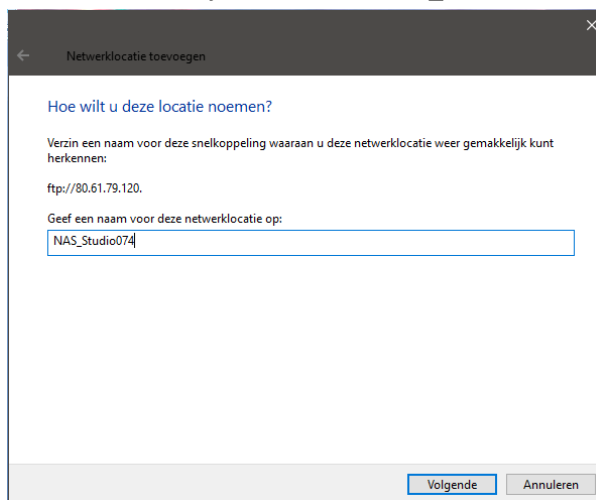 Netwerklocatie toevoegen
Hoe wilt u deze locatie noemen?
Verzin een naam voor deze snelkoppeling waaraan u deze netwerklocatie weer gemakkelijk kunt
herkennen:
ftp://80.61.79.120.
Geef een naam voor deze netwerklocatie op:
NAS_Studio074
Volgende Annuleren